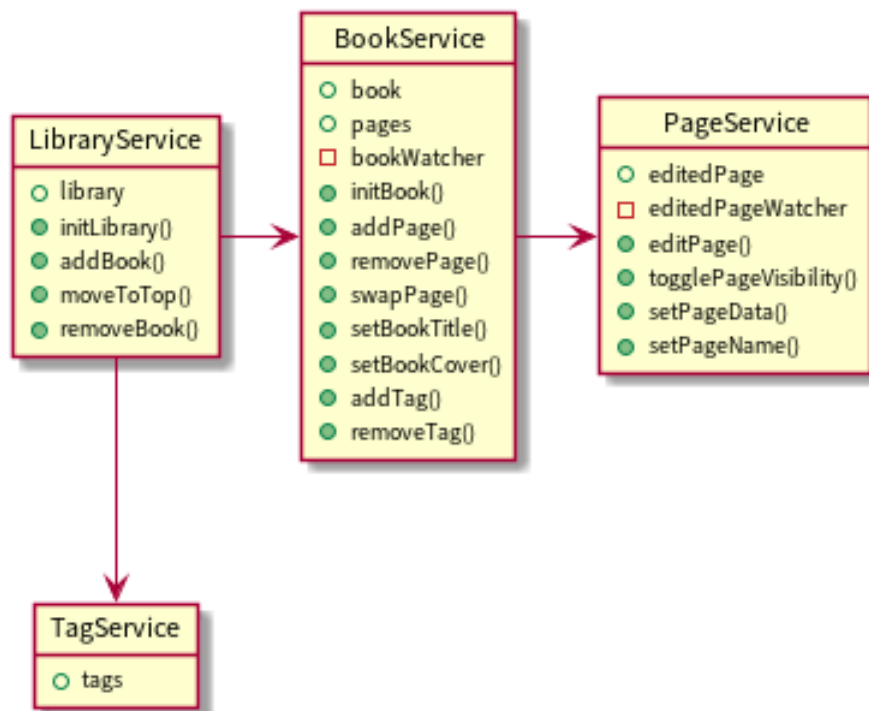 LibraryService
library
initLibrary()
addBook()
moveToTop()
removeBook()
BookService
book
pages
bookWatcher
initBook()
addPage()
removePage()
swapPage()
setBookTitle()
setBookCover()
addTag()
removeTag()
PageService
editedPage
editedPageWatcher
editPage()
togglePageVisibility()
setPageData()
setPageName()
TagService
tags